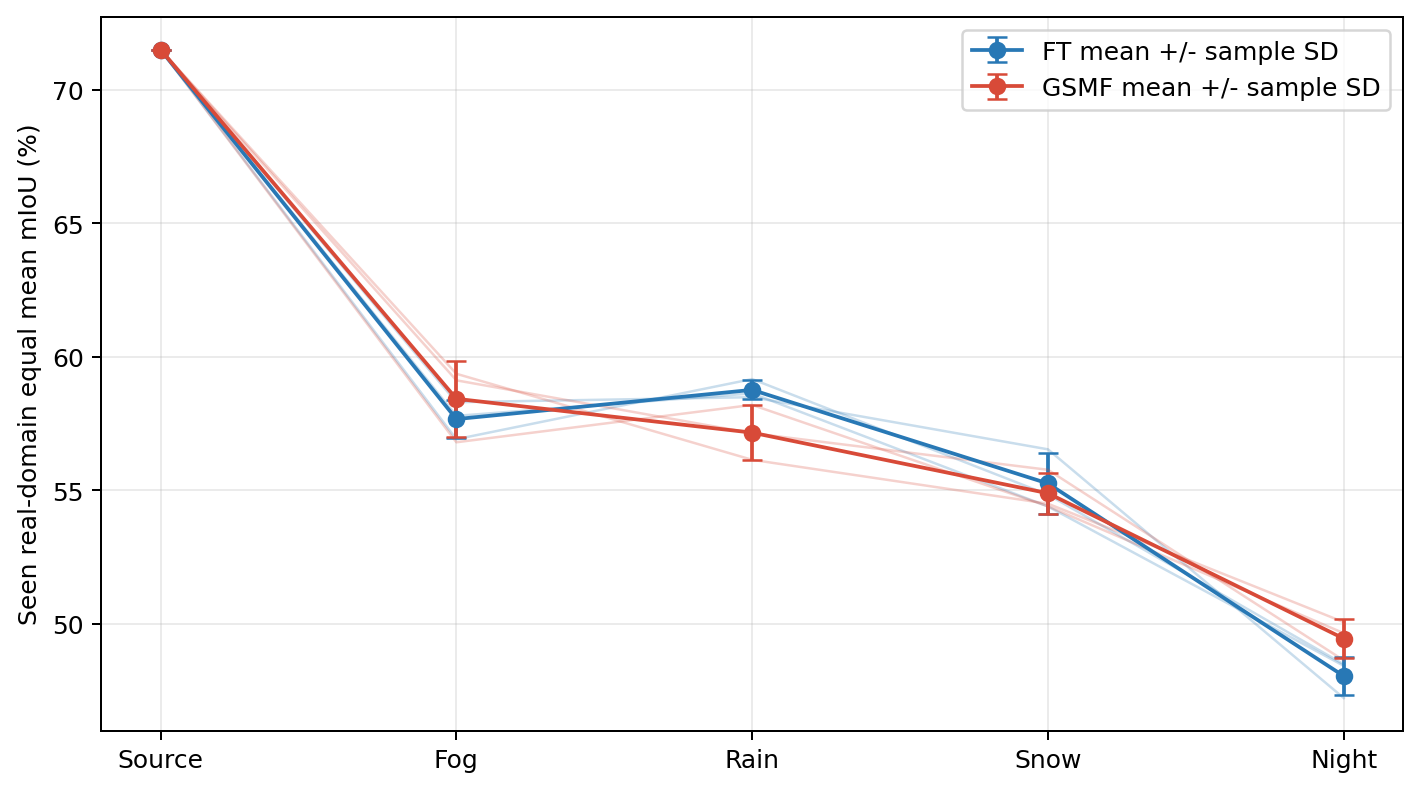 FT mean +/- sample SD
GSMF mean +/- sample SD
Seen real-domain equal mean mIoU (%)
70
65
60
55
50
Source Fog Rain Snow Night